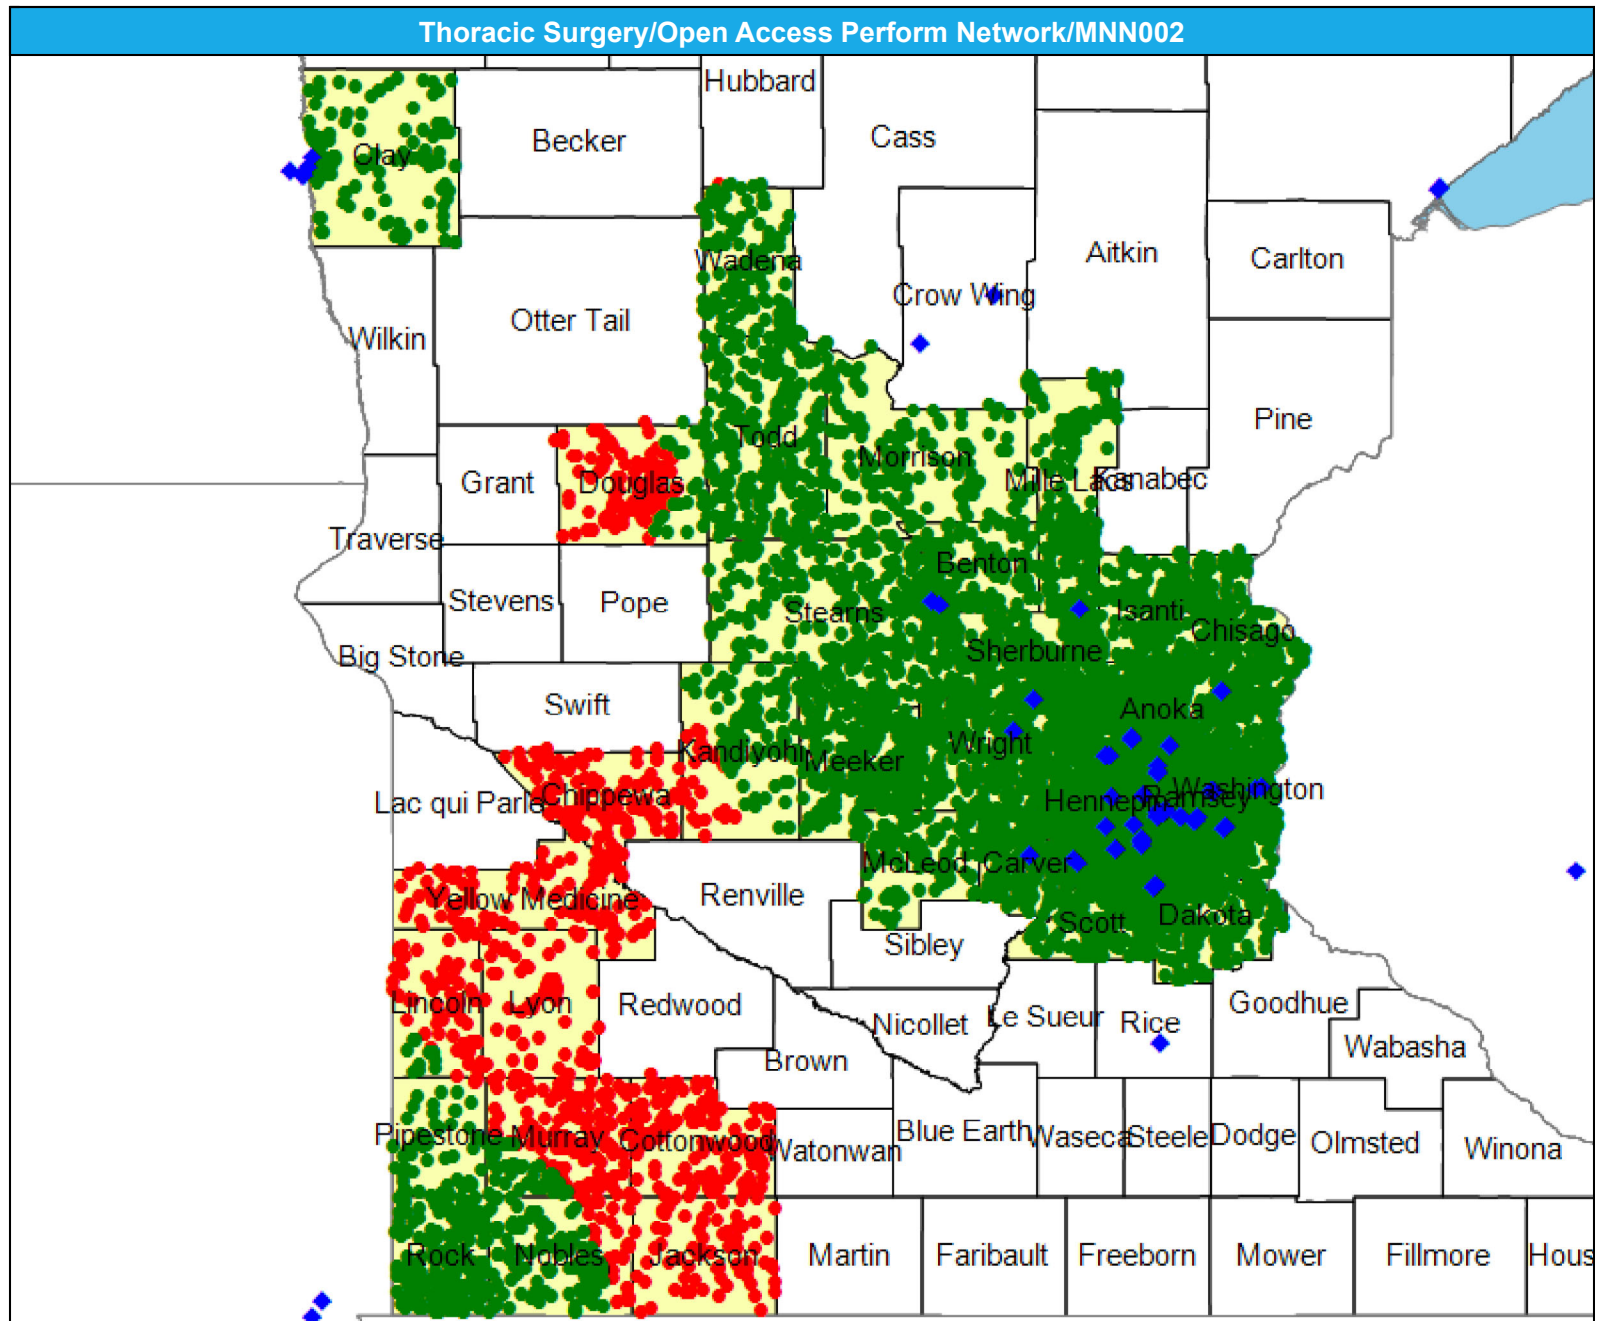 Thoracic Surgery/Open Access Perform Network/MNN002
Hubbard
Cass
Becker
Clay
Aitkin
Carlton
Wadena
Crow Wing
Otter Tail
Wilkin
Pine
Todd
Morrison
Mille Lacs
Kanabec
Grant
Douglas
Traverse
Benton
Stevens
Pope
Stearns
Isanti
Chisago
Big Stone
Sherburne
Swift
Anoka
Wright
Kandiyohi
Meeker
Lac qui Parle
Chippewa
Hennepin
Ramsey
Washington
McLeod
Carver
Yellow Medicine
Renville
Scott
Dakota
Sibley
Lincoln
Lyon
Redwood
Nicollet
Le Sueur
Rice
Goodhue
Wabasha
Brown
Pipestone
Murray
Cottonwood
Watonwan
Blue Earth
Waseca
Steele
Dodge
Olmsted
Winona
Rock
Nobles
Jackson
Martin
Faribault
Freeborn
Mower
Fillmore
Hous